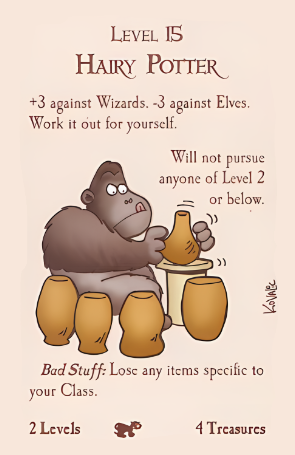 Level 15
Hairy Potter
+3 against Wizards. -3 against Elves.
Work it out for yourself.
Will not pursue
anyone of Level 2
or below.
Kovalic
Bad Stuff: Lose any items specific to
your Class.
2 Levels 4 Treasures